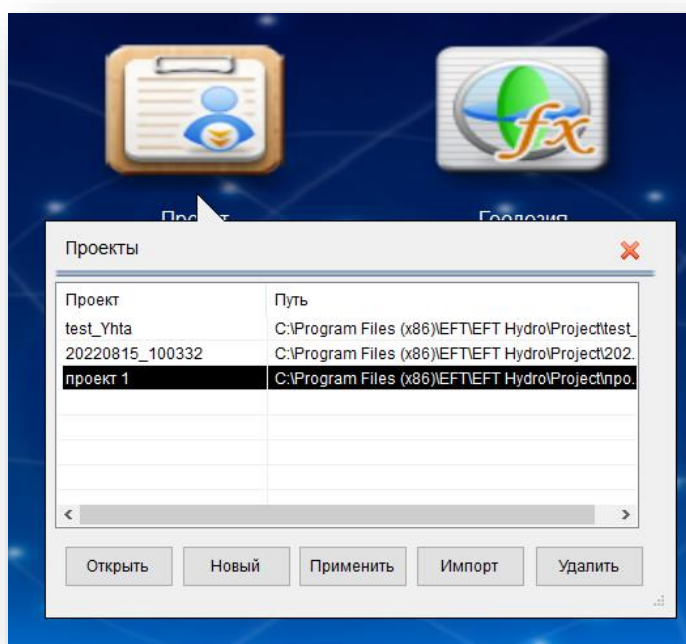 fx
Проекты
Проект Путь
test_Yhta C:\Program Files (x86)\EFT\EFT Hydro\Project\test_
20220815_100332 C:\Program Files (x86)\EFT\EFT Hydro\Project\202.
проект 1 C:\Program Files (x86)\EFT\EFT Hydro\Project\про.
Открыть Новый Применить Импорт Удалить